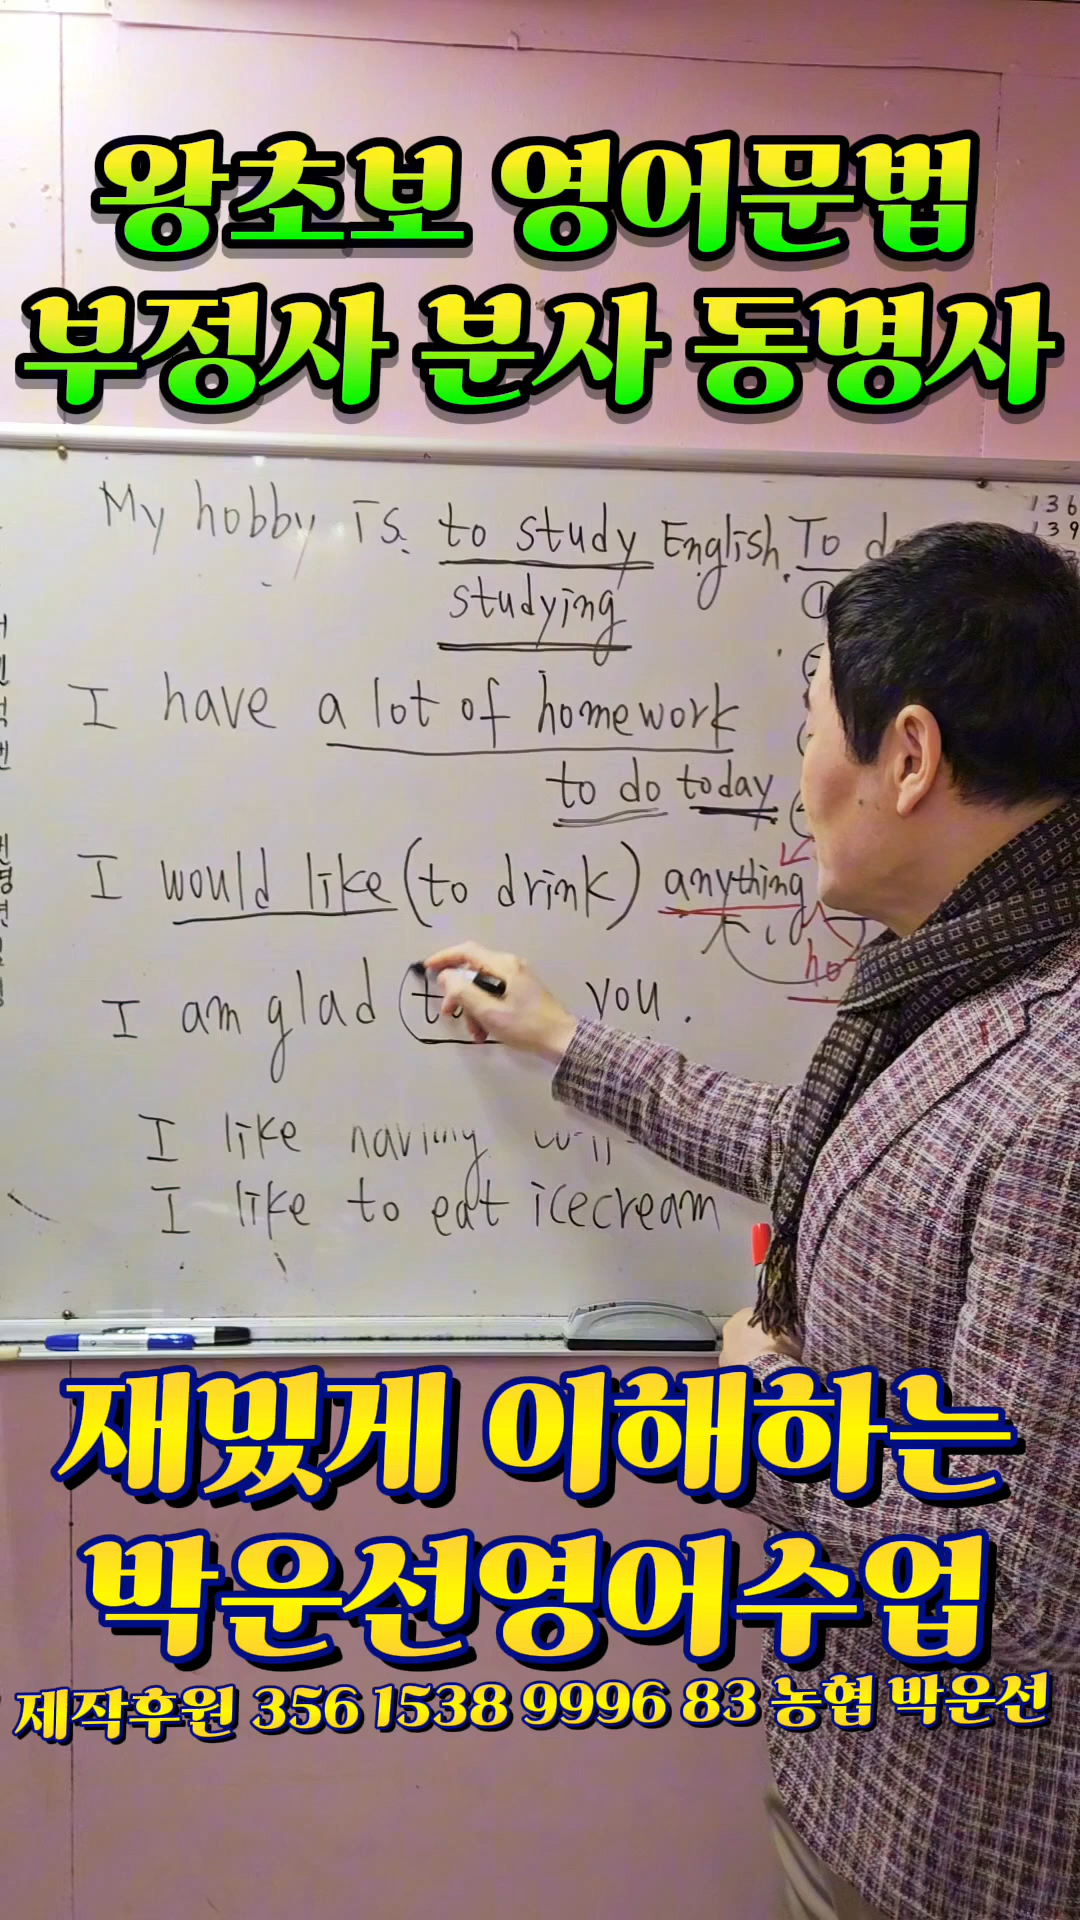 왕초보 영어문법
부정사 분사 동명사
My hobby is to study English. To
studying
I have a lot of homework
to do today
I would like (to drink) anything
I am glad you.
I like having
I like to eat icecream
재밌게 이해하는
박운선영어수업
제작후원 356 1538 9996 83 농협 박운선